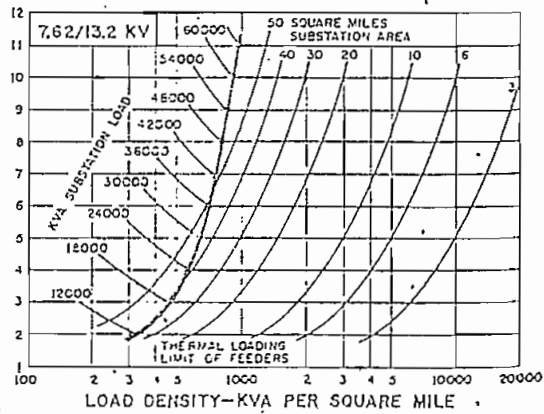 12
11
10
9
8
7
6
5
4
3
2
1
7.62/13.2 KV
60000
54000
48000
42000
36000
30000
24000
18000
12000
KVA SUBSTATION LOAD
50 SQUARE MILES
SUBSTATION AREA
40 30 20 10 6 3
THERMAL LOADING
LIMIT OF FEEDERS
100 2 3 4 5 1000 2 3 4 5 10000 20000
LOAD DENSITY-KVA PER SQUARE MILE